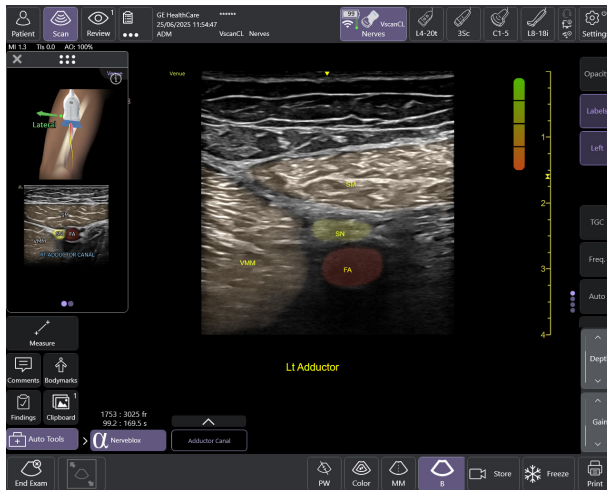 Patient
Scan
1
Review
GE HealthCare
25/06/2025 11:54:47
ADM
******
VscanCL Nerves
99
VscanCL
Nerves
L4-20t
3Sc
C1-5
L8-18i
Settings
MI 1.3 TIs 0.0 AO: 100%
Venue
Lateral
SM
SN
FA
VMM
LT ADDUCTOR CANAL
Venue
SM
SN
VMM
FA
Lt Adductor
1
2
3
4
Opacit
Labels
Left
TGC
Freq.
Auto
Dept
Gain
Measure
Comments
Bodymarks
Findings
1
Clipboard
1753 : 3025 fr
99.2 : 169.5 s
Auto Tools
α Nerveblox
Adductor Canal
End Exam
PW
Color
MM
B
Store
Freeze
Print